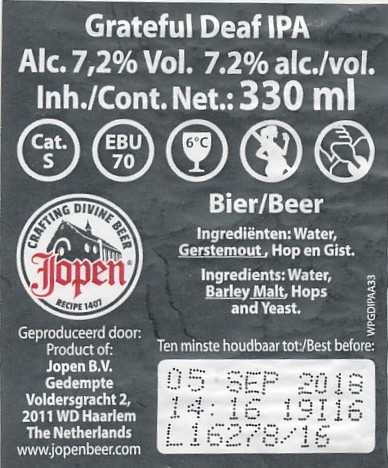 Grateful Deaf IPA
Alc. 7,2% Vol. 7.2% alc./vol.
Inh./Cont. Net.: 330 ml
Cat.
S
EBU
70
6°C
CRAFTING DIVINE BEER
Jopen
RECIPE 1407
Bier/Beer
Ingrediënten: Water,
Gerstemout , Hop en Gist.
Ingredients: Water,
Barley Malt, Hops
and Yeast.
WPGDIPAA33
Geproduceerd door:
Product of:
Jopen B.V.
Gedempte
Voldersgracht 2,
2011 WD Haarlem
The Netherlands
www.jopenbeer.com
Ten minste houdbaar tot:/Best before:
05 SEP 2018
14:16 19I16
L16278/16